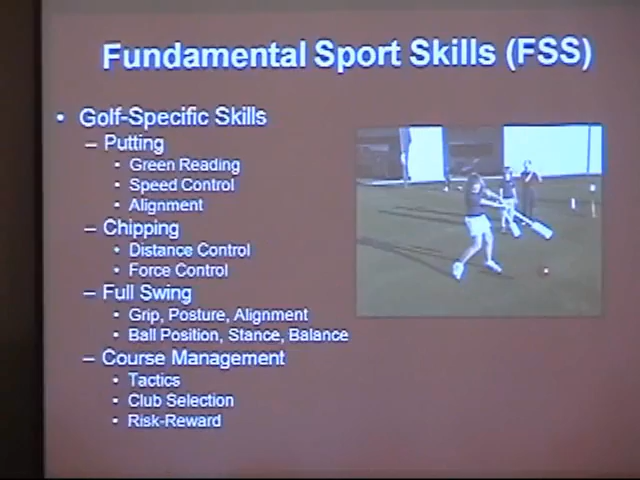 Fundamental Sport Skills (FSS)
• Golf-Specific Skills
– Putting
• Green Reading
• Speed Control
• Alignment
– Chipping
• Distance Control
• Force Control
– Full Swing
• Grip, Posture, Alignment
• Ball Position, Stance, Balance
– Course Management
• Tactics
• Club Selection
• Risk-Reward